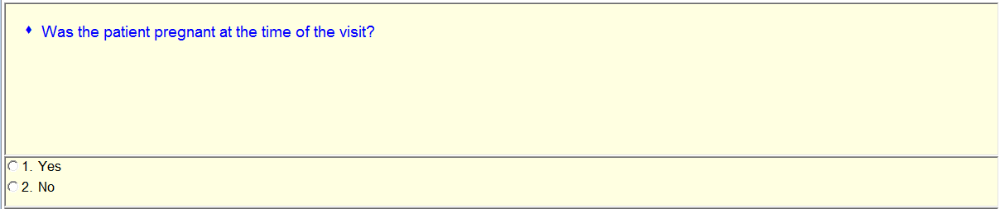 ♦ Was the patient pregnant at the time of the visit?
1. Yes
2. No